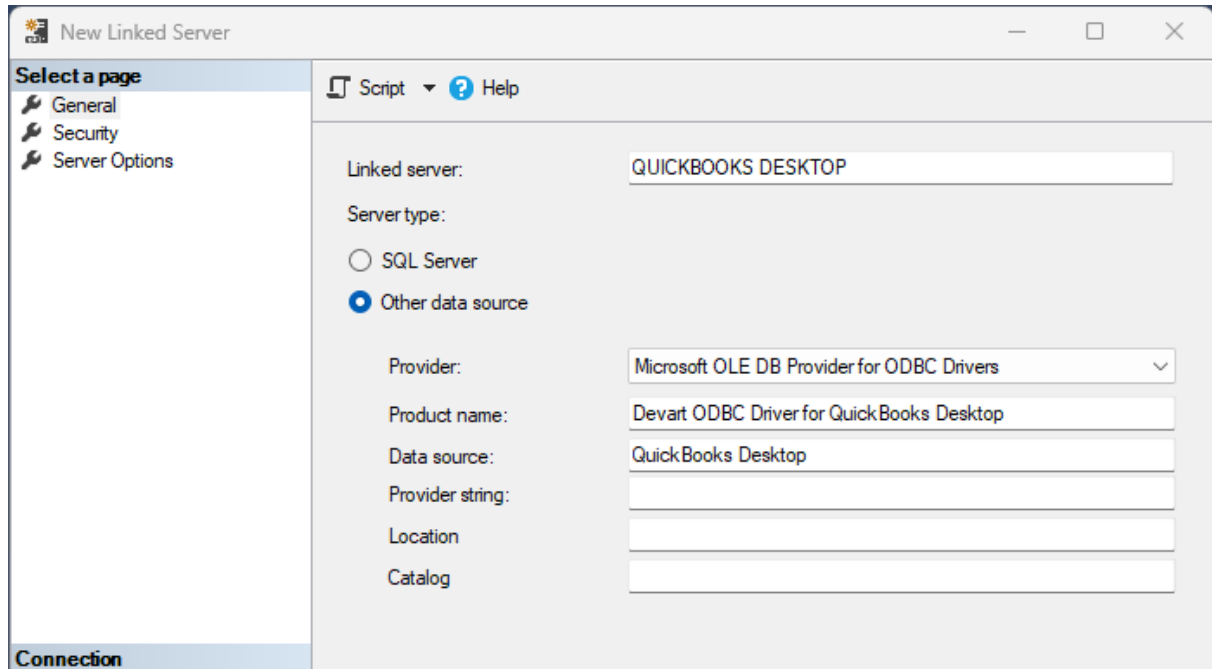 New Linked Server
Select a page
General
Security
Server Options
Connection
Script Help
Linked server: QUICKBOOKS DESKTOP
Server type:
SQL Server
Other data source
Provider: Microsoft OLE DB Provider for ODBC Drivers
Product name: Devart ODBC Driver for QuickBooks Desktop
Data source: QuickBooks Desktop
Provider string:
Location
Catalog